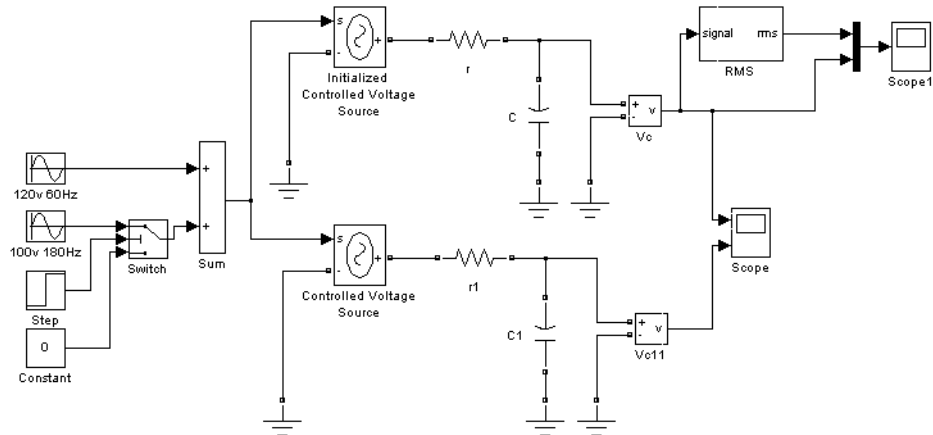 s
+
-
Initialized
Controlled Voltage
Source
r
C
+
-
v
Vc
signal
rms
RMS
Scope1
120v 60Hz
100v 180Hz
Switch
Step
0
Constant
+
+
Sum
s
+
-
Controlled Voltage
Source
r1
C1
+
-
v
Vc11
Scope